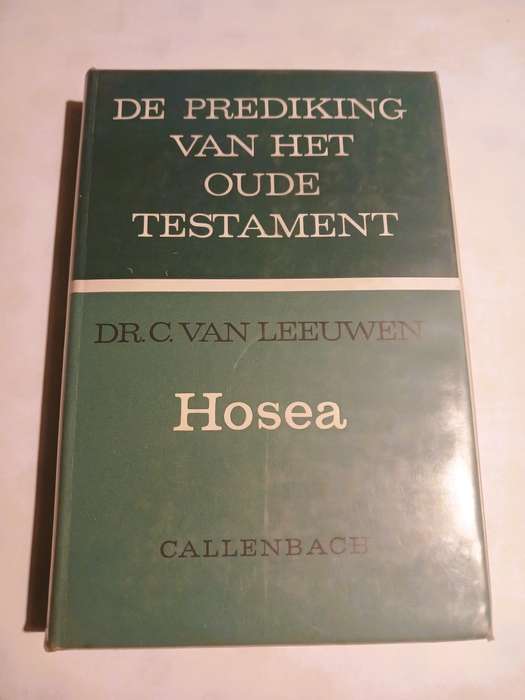 DE PREDIKING
VAN HET
OUDE
TESTAMENT
DR. C. VAN LEEUWEN
Hosea
CALLENBACH